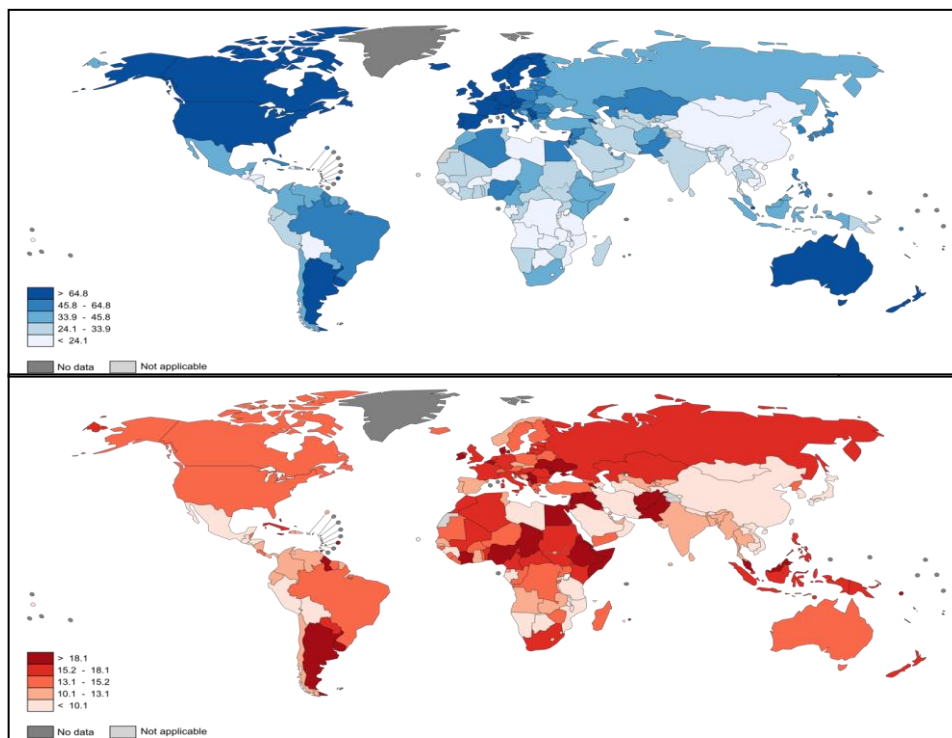 > 64.8
45.8 - 64.8
33.9 - 45.8
24.1 - 33.9
< 24.1
No data Not applicable
> 18.1
15.2 - 18.1
13.1 - 15.2
10.1 - 13.1
< 10.1
No data Not applicable